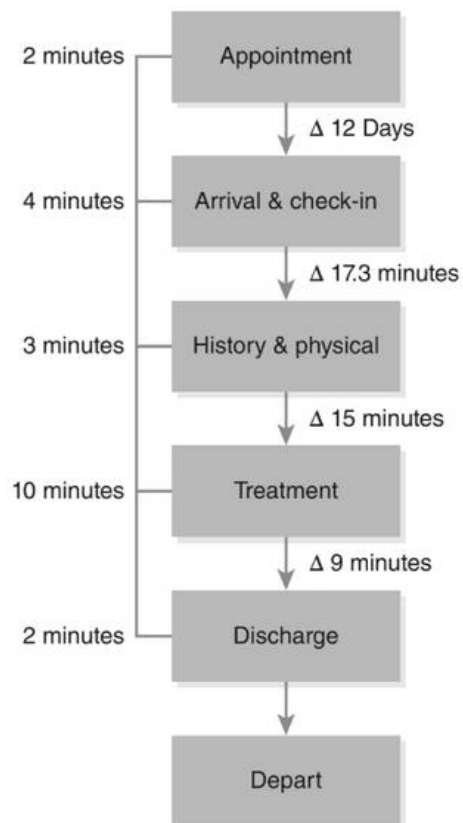 2 minutes Appointment
Δ 12 Days
4 minutes Arrival & check-in
Δ 17.3 minutes
3 minutes History & physical
Δ 15 minutes
10 minutes Treatment
Δ 9 minutes
2 minutes Discharge
Depart